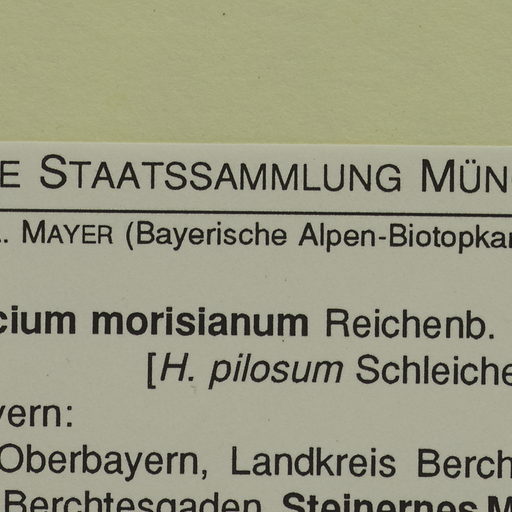 E STAATSSAMMLUNG MÜN
. MAYER (Bayerische Alpen-Biotopkar
cium morisianum Reichenb.
[H. pilosum Schleiche
yern:
Oberbayern, Landkreis Berch
Berchtesgaden, Steinernes M